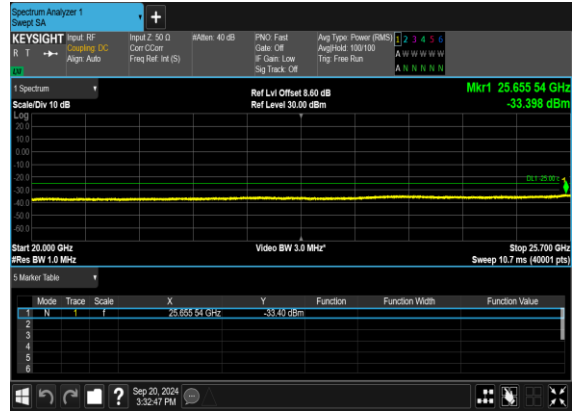 Spectrum Analyzer 1
Swept SA
+
KEYSIGHT Input: RF Input Z: 50 Ω #Atten: 40 dB PNO: Fast Avg Type: Power (RMS) 1 2 3 4 5 6
R T Coupling: DC Corr CCorr Gate: Off Avg|Hold: 100/100 A W W W W W
Align: Auto Freq Ref: Int (S) IF Gain: Low Trig: Free Run
Sig Track: Off A N N N N N
1 Spectrum Ref Lvl Offset 8.60 dB Mkr1 25.655 54 GHz
Scale/Div 10 dB Ref Level 30.00 dBm -33.398 dBm
Log
20.0
10.0
0.00
-10.0
-20.0
DL1 -25.00
-30.0
-40.0
-50.0
-60.0
Start 20.000 GHz Video BW 3.0 MHz* Stop 25.700 GHz
#Res BW 1.0 MHz Sweep 10.7 ms (40001 pts)
5 Marker Table
Mode Trace Scale X Y Function Function Width Function Value
1 N 1 f 25.655 54 GHz -33.40 dBm
2
3
4
5
6
? Sep 20, 2024
3:32:47 PM